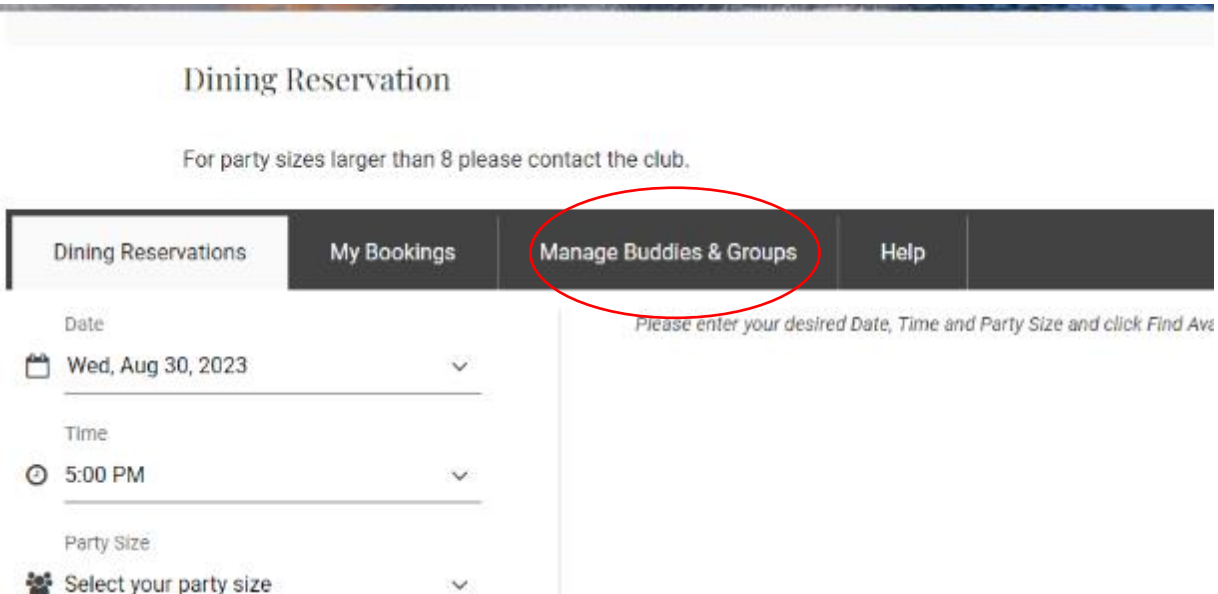 Dining Reservation
For party sizes larger than 8 please contact the club.
Dining Reservations My Bookings Manage Buddies & Groups Help
Date
Please enter your desired Date, Time and Party Size and click Find
Wed, Aug 30, 2023
Time
5:00 PM
Party Size
Select your party size